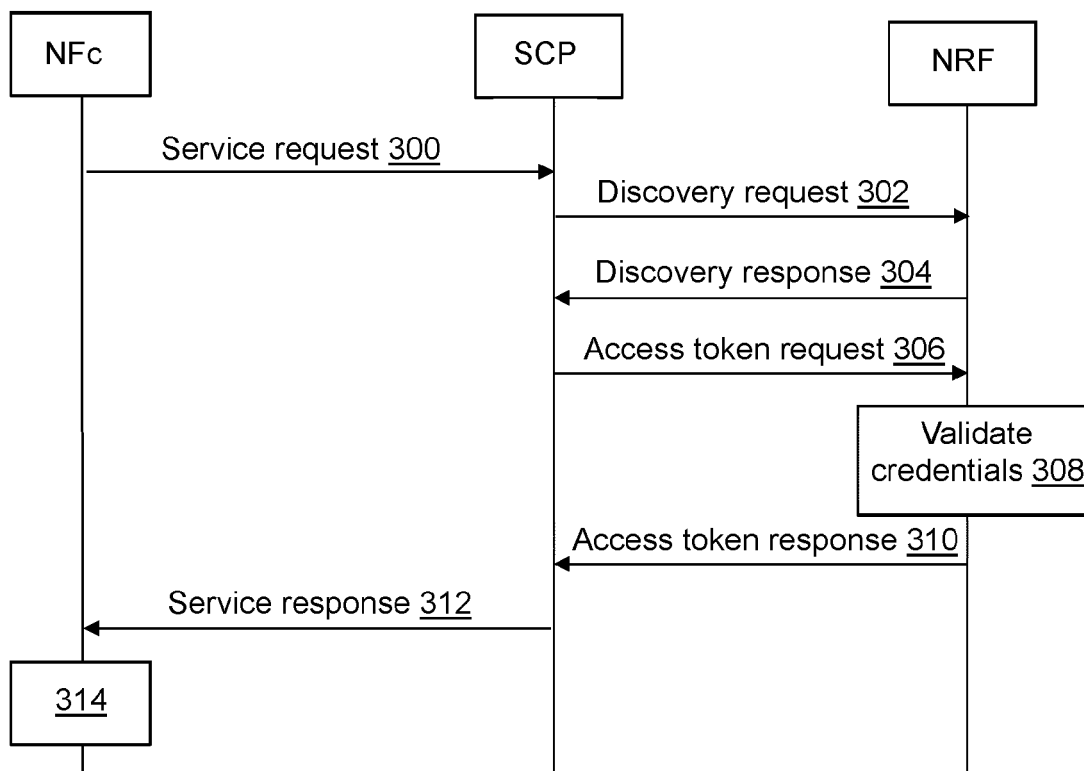 NFc
SCP
NRF
Service request 300
Discovery request 302
Discovery response 304
Access token request 306
Validate
credentials 308
Access token response 310
Service response 312
314